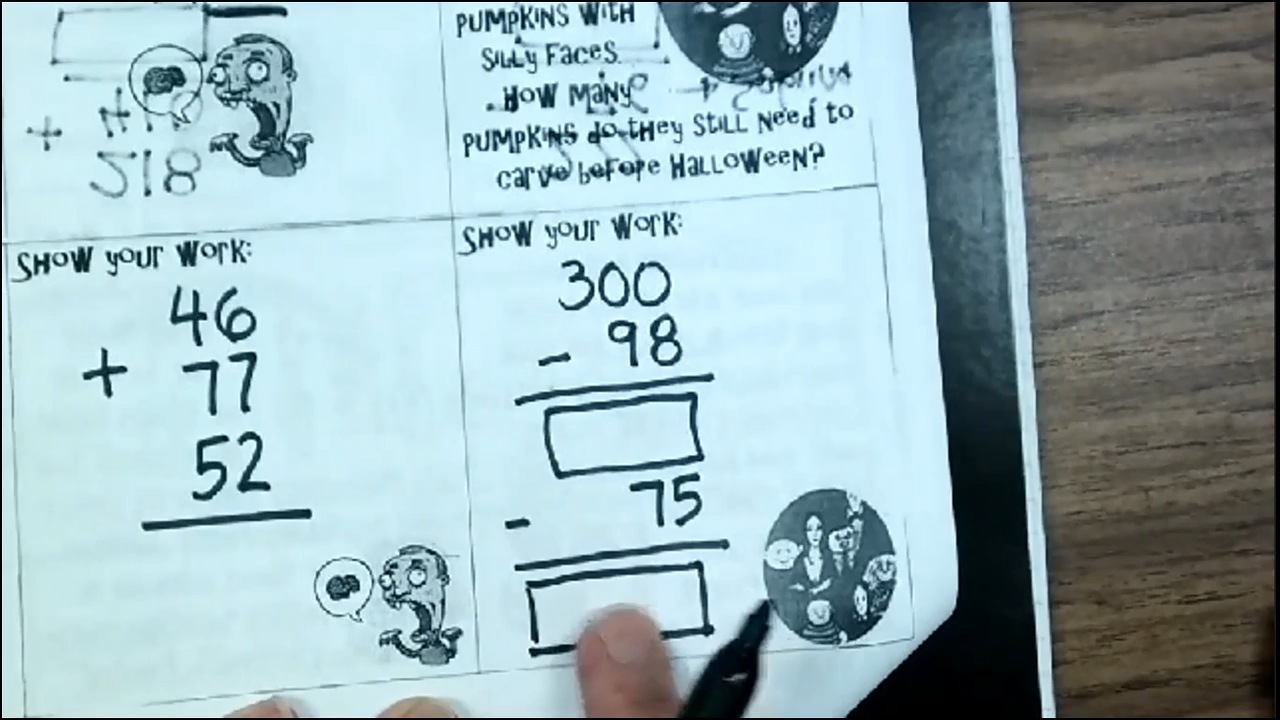 PUMPKINS WITH
SILLY FACES.
HOW MANY
PUMPKINS do they STILL NEED to
carve before HALLOWEEN?
+
518
SHOW your WORK:
46
+ 77
52
SHOW your WORK:
300
- 98
- 75